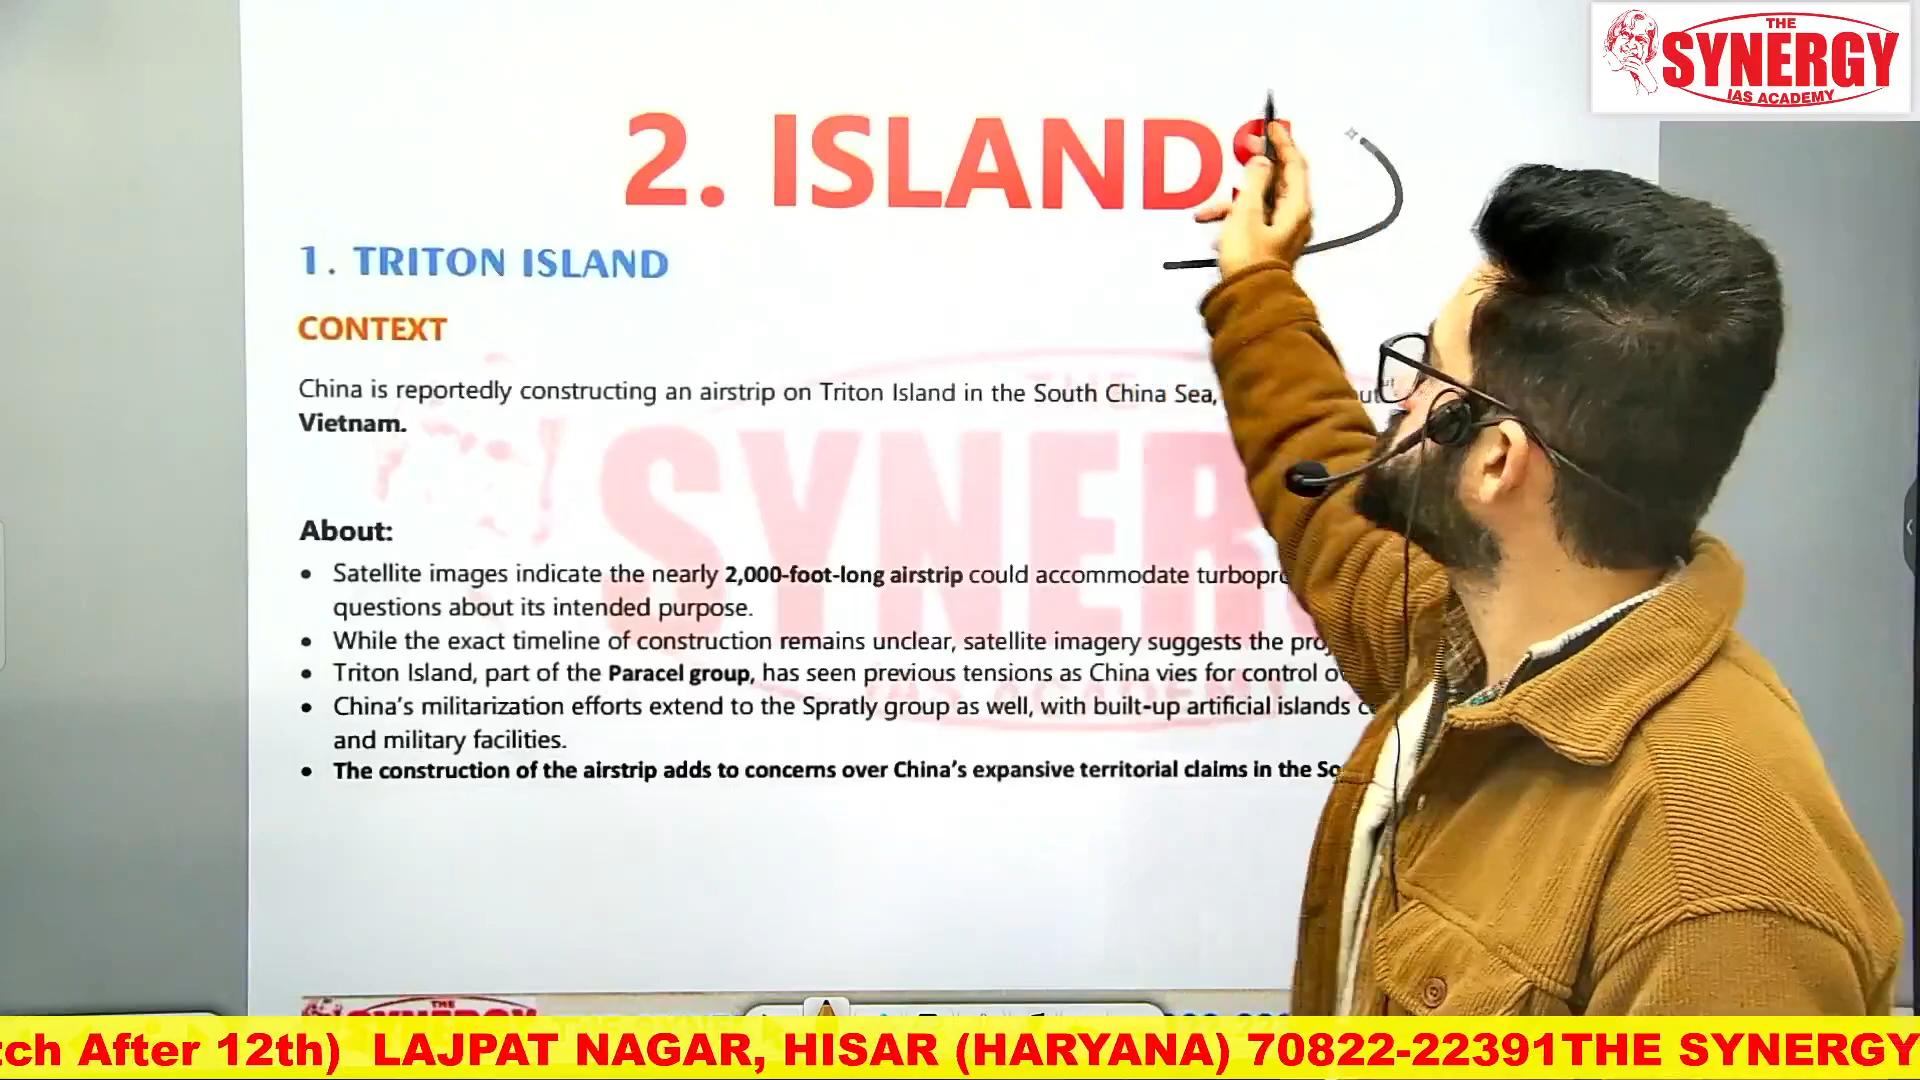 THE
SYNERGY
IAS ACADEMY
2. ISLANDS
1. TRITON ISLAND
CONTEXT
China is reportedly constructing an airstrip on Triton Island in the South China Sea,
Vietnam.
About:
• Satellite images indicate the nearly 2,000-foot-long airstrip could accommodate
questions about its intended purpose.
• While the exact timeline of construction remains unclear, satellite imagery suggests the
• Triton Island, part of the Paracel group, has seen previous tensions as China vies for control
• China's militarization efforts extend to the Spratly group as well, with built-up artificial islands
and military facilities.
• The construction of the airstrip adds to concerns over China's expansive territorial claims in the
THE
SYNERGY
IAS ACADEMY
THE
After 12th) LAJPAT NAGAR, HISAR (HARYANA) 70822-22391THE SYNERGY